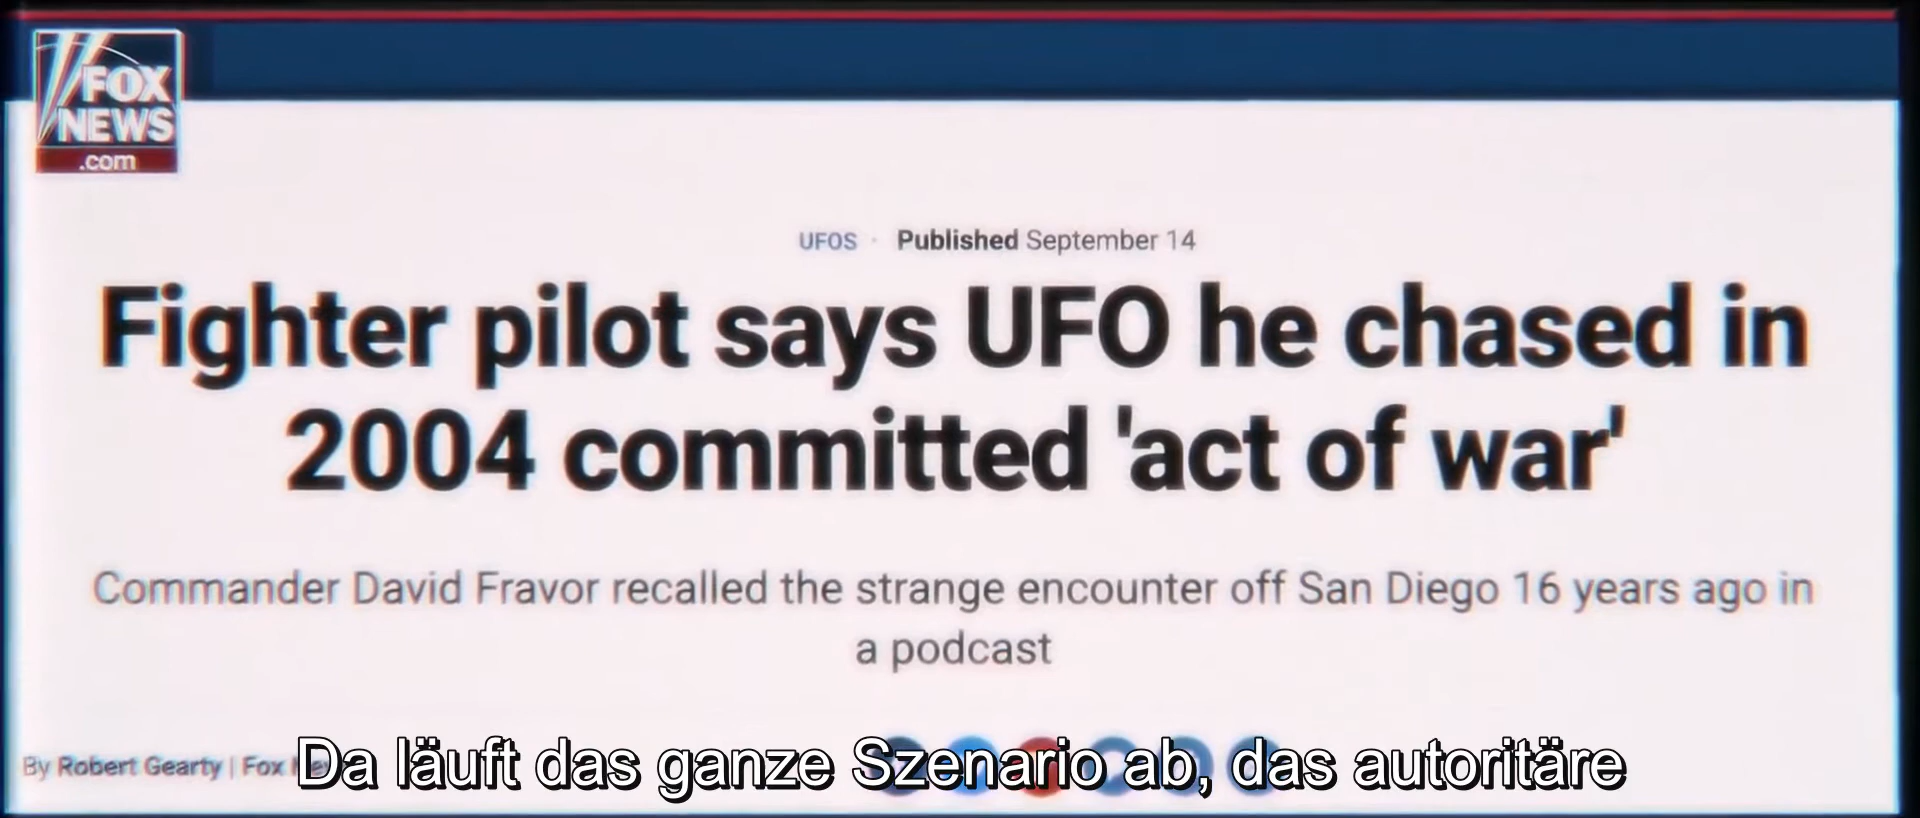 FOX
NEWS
.com
UFOS · Published September 14
Fighter pilot says UFO he chased in
2004 committed 'act of war'
Commander David Fravor recalled the strange encounter off San Diego 16 years ago in
a podcast
By Robert Gearty | Fox
Da läuft das ganze Szenario ab, das autoritäre